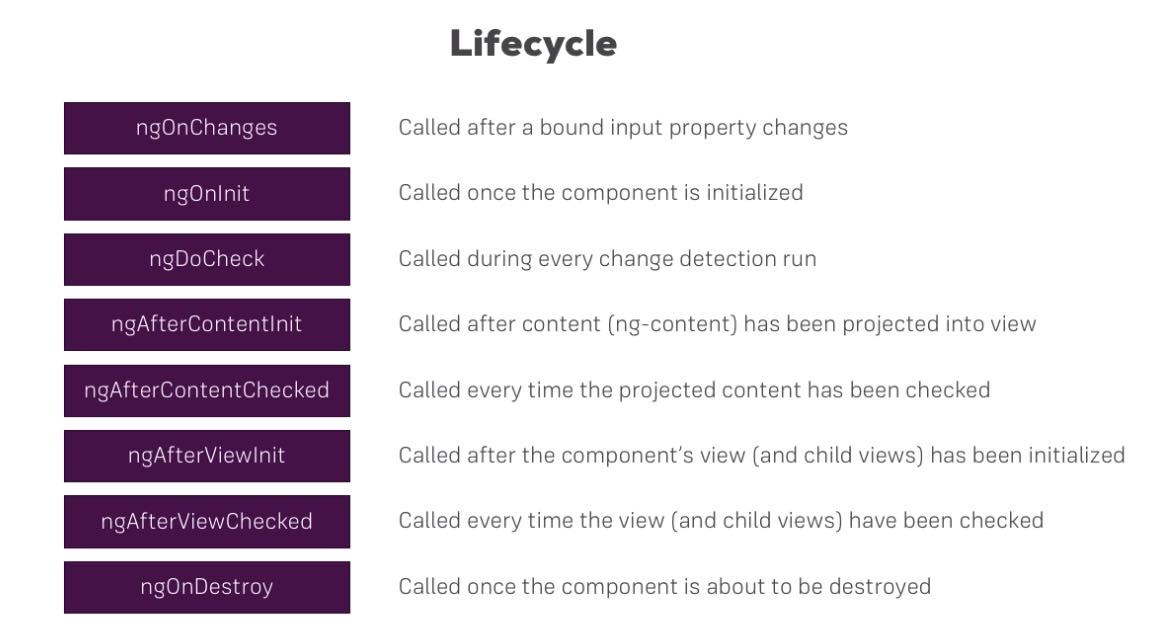 Lifecycle
ngOnChanges Called after a bound input property changes
ngOnInit Called once the component is initialized
ngDoCheck Called during every change detection run
ngAfterContentInit Called after content (ng-content) has been projected into view
ngAfterContentChecked Called every time the projected content has been checked
ngAfterViewInit Called after the component’s view (and child views) has been initialized
ngAfterViewChecked Called every time the view (and child views) have been checked
ngOnDestroy Called once the component is about to be destroyed